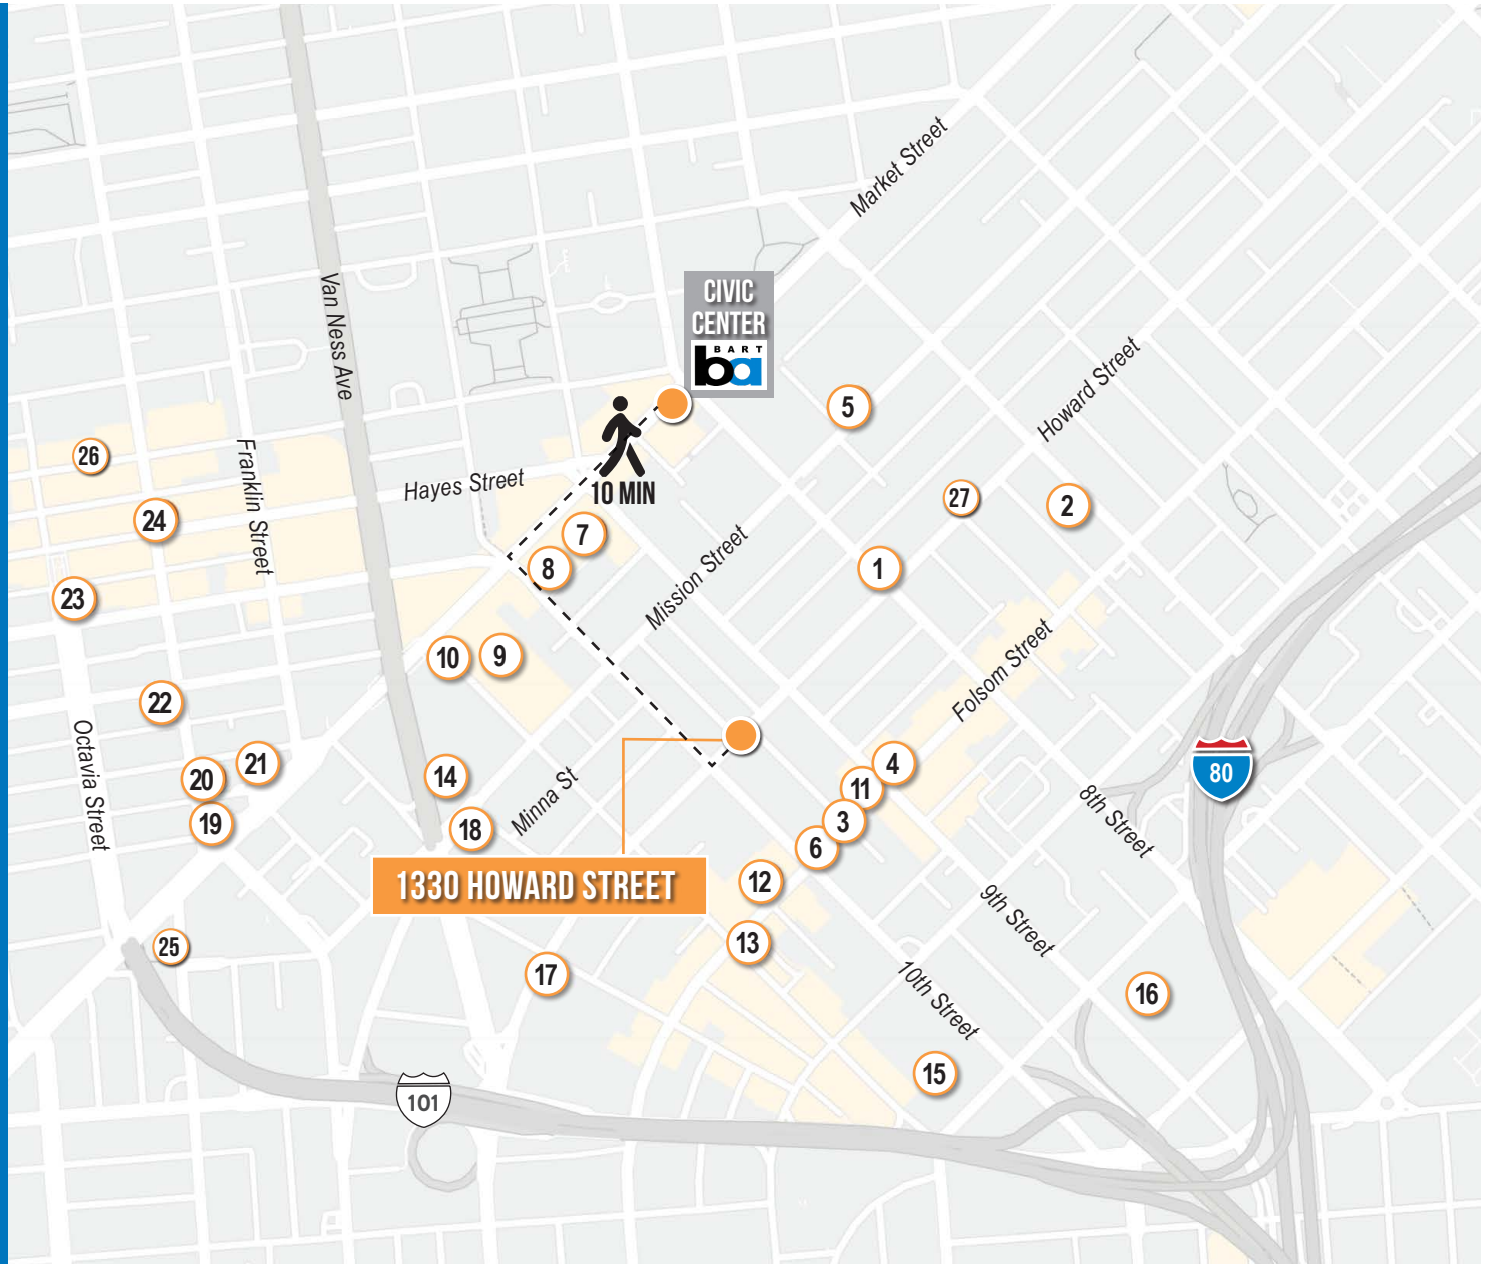 Market Street
Van Ness Ave
CIVIC
CENTER
BART
ba
Howard Street
5
26
Franklin Street
Hayes Street
10 MIN
24
27
2
7
8
1
Mission Street
23
10
9
Folsom Street
22
Octavia Street
21
20
14
4
80
11
Minna St
8th Street
19
18
3
6
1330 HOWARD STREET
12
9th Street
25
13
17
10th Street
16
15
101